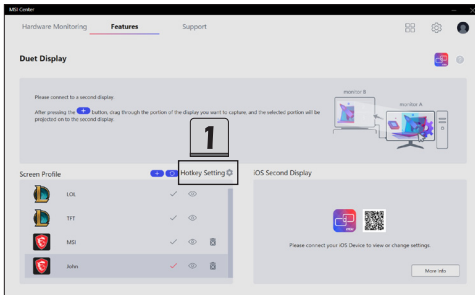 MSI Center
Hardware Monitoring Features Support
Duet Display
Please connect to a second display
After pressing the + button, drag through the portion of the display you want to capture, and the selected portion will be
projected on to the second display.
monitor B
monitor A
1
Screen Profile
Hotkey Setting
iOS Second Display
LOL
TFT
MSI
John
Please connect your iOS Device to view or change settings.
More info